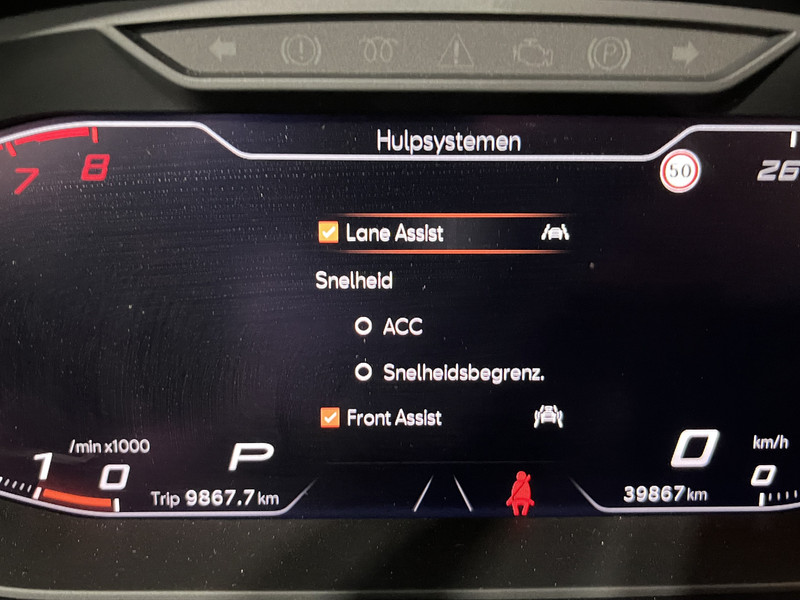 Hulpsystemen
7 8
50
26
Lane Assist
Snelheid
ACC
Snelheidsbegrenz.
Front Assist
/min x1000
1 0
P
0
km/h
0
Trip 9867.7 km
39867 km